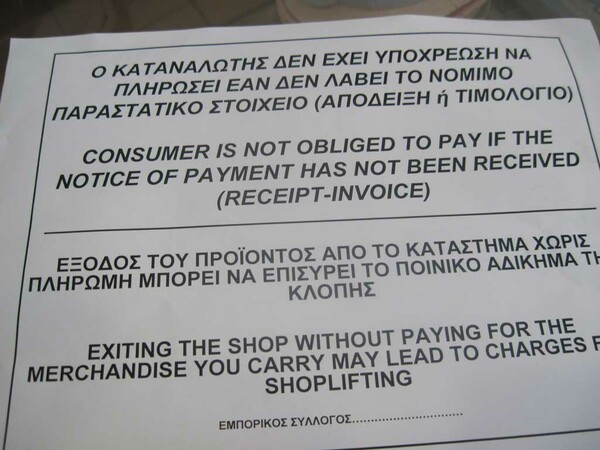 Ο ΚΑΤΑΝΑΛΩΤΗΣ ΔΕΝ ΕΧΕΙ ΥΠΟΧΡΕΩΣΗ ΝΑ
ΠΛΗΡΩΣΕΙ ΕΑΝ ΔΕΝ ΛΑΒΕΙ ΤΟ ΝΟΜΙΜΟ
ΠΑΡΑΣΤΑΤΙΚΟ ΣΤΟΙΧΕΙΟ (ΑΠΟΔΕΙΞΗ ή ΤΙΜΟΛΟΓΙΟ)
CONSUMER IS NOT OBLIGED TO PAY IF THE
NOTICE OF PAYMENT HAS NOT BEEN RECEIVED
(RECEIPT-INVOICE)
ΕΞΟΔΟΣ ΤΟΥ ΠΡΟΪΟΝΤΟΣ ΑΠΟ ΤΟ ΚΑΤΑΣΤΗΜΑ ΧΩΡΙΣ
ΠΛΗΡΩΜΗ ΜΠΟΡΕΙ ΝΑ ΕΠΙΣΥΡΕΙ ΤΟ ΠΟΙΝΙΚΟ ΑΔΙΚΗΜΑ ΤΗ
ΚΛΟΠΗΣ
EXITING THE SHOP WITHOUT PAYING FOR THE
MERCHANDISE YOU CARRY MAY LEAD TO CHARGES F
SHOPLIFTING
ΕΜΠΟΡΙΚΟΣ ΣΥΛΛΟΓΟΣ................................